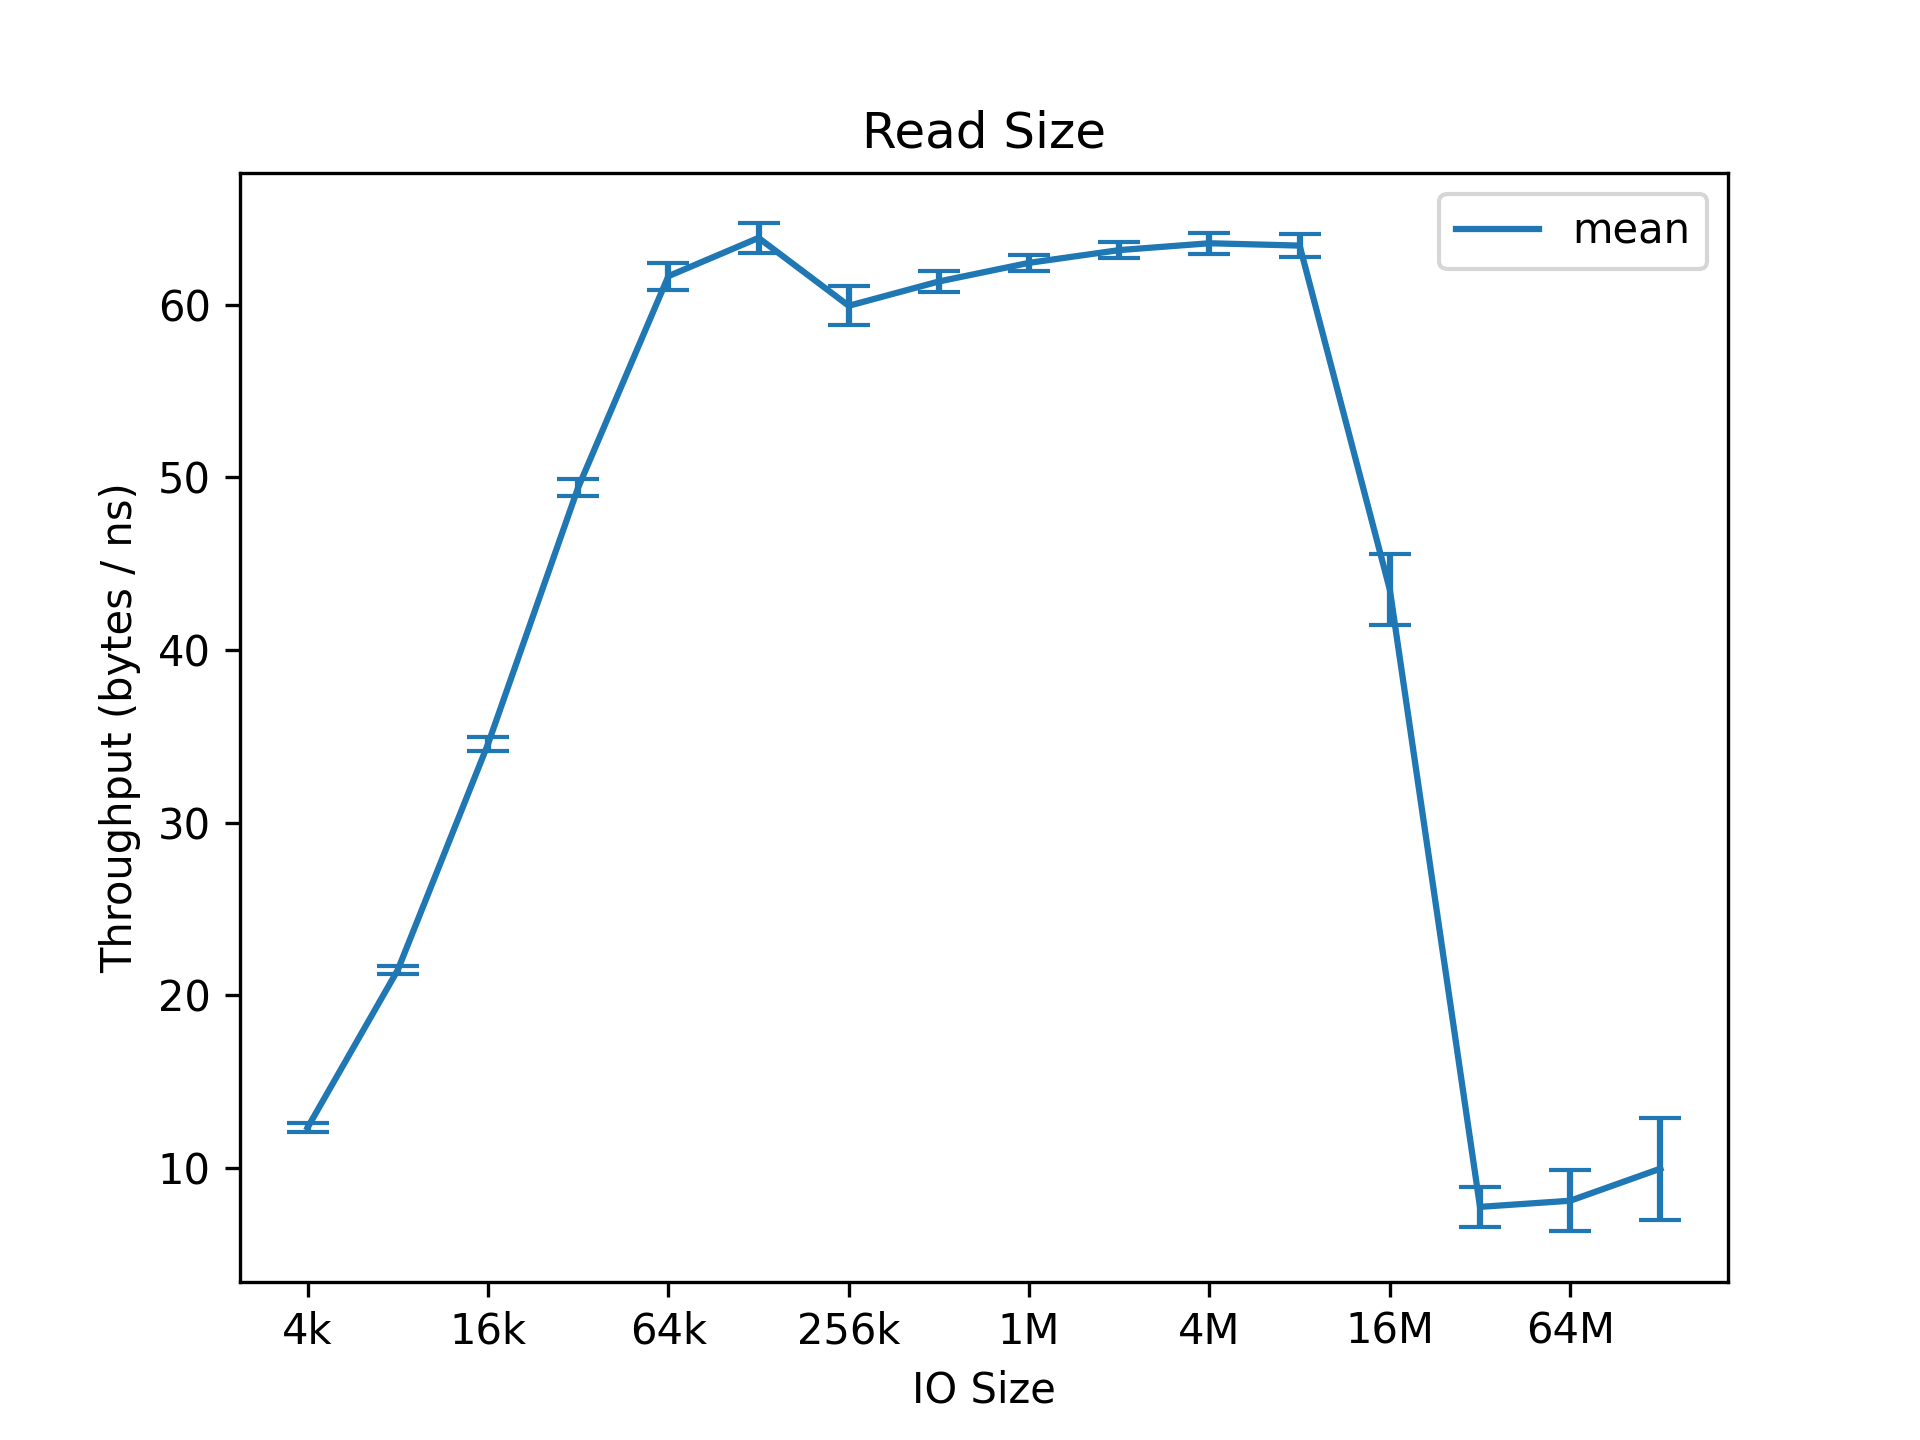 Read Size
mean
Throughput (bytes / ns)
60
50
40
30
20
10
4k 16k 64k 256k 1M 4M 16M 64M
IO Size